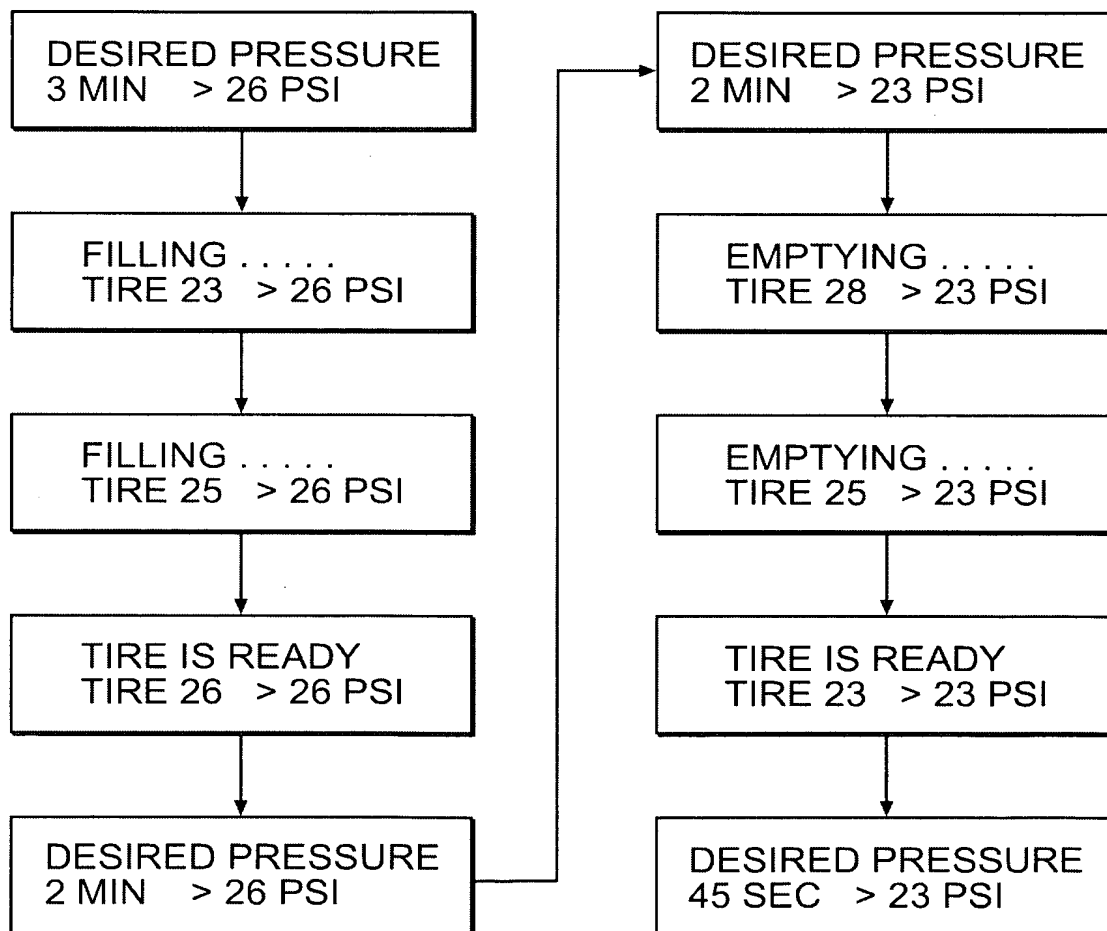 DESIRED PRESSURE
3 MIN > 26 PSI
FILLING . . . . .
TIRE 23 > 26 PSI
FILLING . . . . .
TIRE 25 > 26 PSI
TIRE IS READY
TIRE 26 > 26 PSI
DESIRED PRESSURE
2 MIN > 26 PSI
DESIRED PRESSURE
2 MIN > 23 PSI
EMPTYING . . . . .
TIRE 28 > 23 PSI
EMPTYING . . . . .
TIRE 25 > 23 PSI
TIRE IS READY
TIRE 23 > 23 PSI
DESIRED PRESSURE
45 SEC > 23 PSI